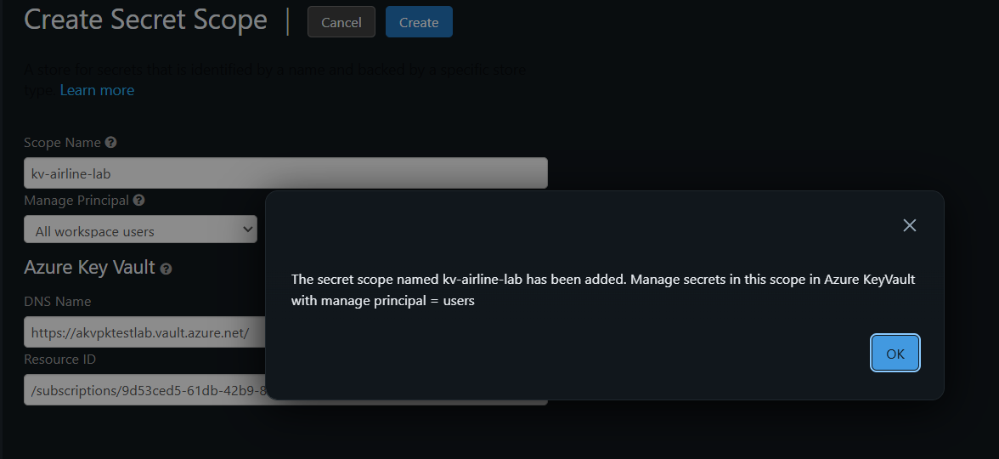 Create Secret Scope
Cancel
Create
A store for secrets that is identified by a name and backed by a specific store
type. Learn more
Scope Name
kv-airline-lab
Manage Principal
All workspace users
Azure Key Vault
DNS Name
https://akvpktestlab.vault.azure.net/
Resource ID
/subscriptions/9d53ced5-61db-42b9-8
The secret scope named kv-airline-lab has been added. Manage secrets in this scope in Azure KeyVault
with manage principal = users
OK